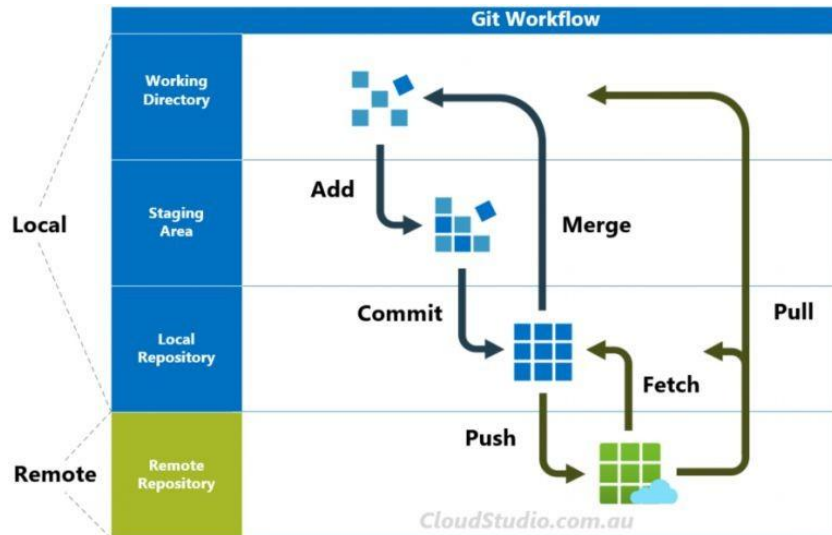 Git Workflow
Working
Directory
Add
Local
Staging
Area
Merge
Commit
Local
Repository
Pull
Fetch
Push
Remote
Remote
Repository
CloudStudio.com.au